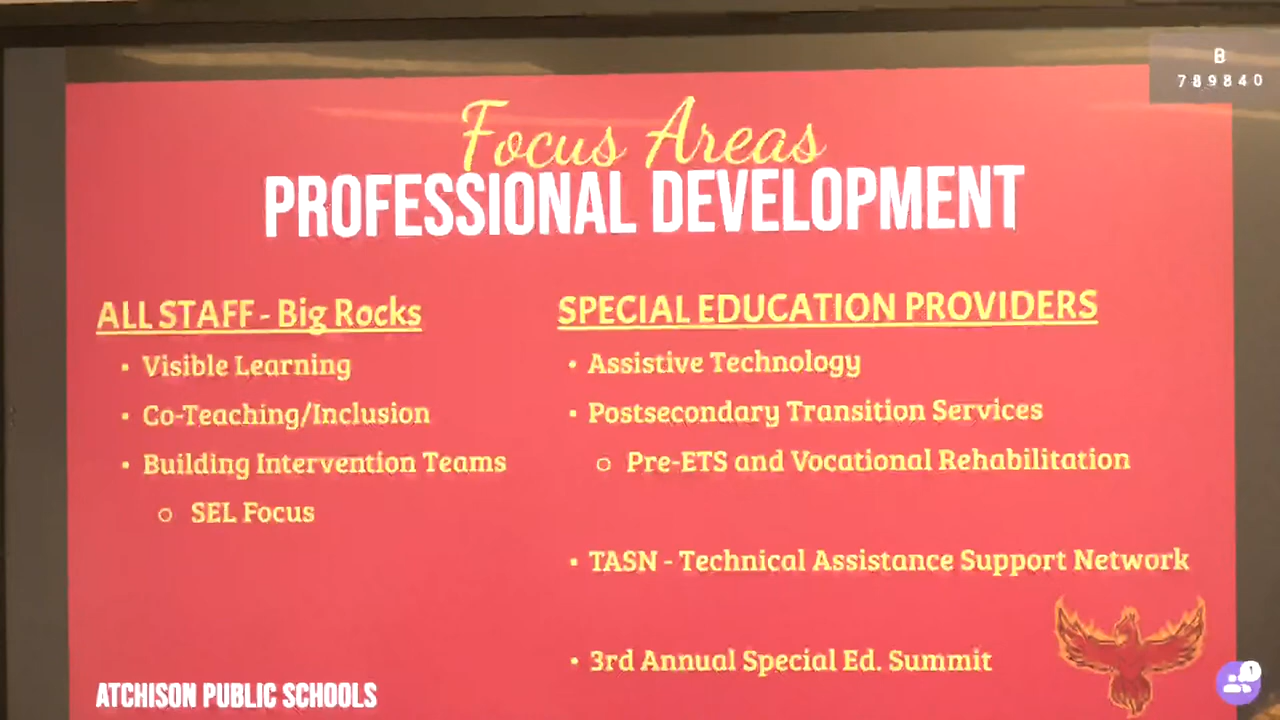 B
789840
Focus Areas
PROFESSIONAL DEVELOPMENT
ALL STAFF - Big Rocks
• Visible Learning
• Co-Teaching/Inclusion
• Building Intervention Teams
○ SEL Focus
SPECIAL EDUCATION PROVIDERS
• Assistive Technology
• Postsecondary Transition Services
○ Pre-ETS and Vocational Rehabilitation
• TASN - Technical Assistance Support Network
• 3rd Annual Special Ed. Summit
ATCHISON PUBLIC SCHOOLS
1